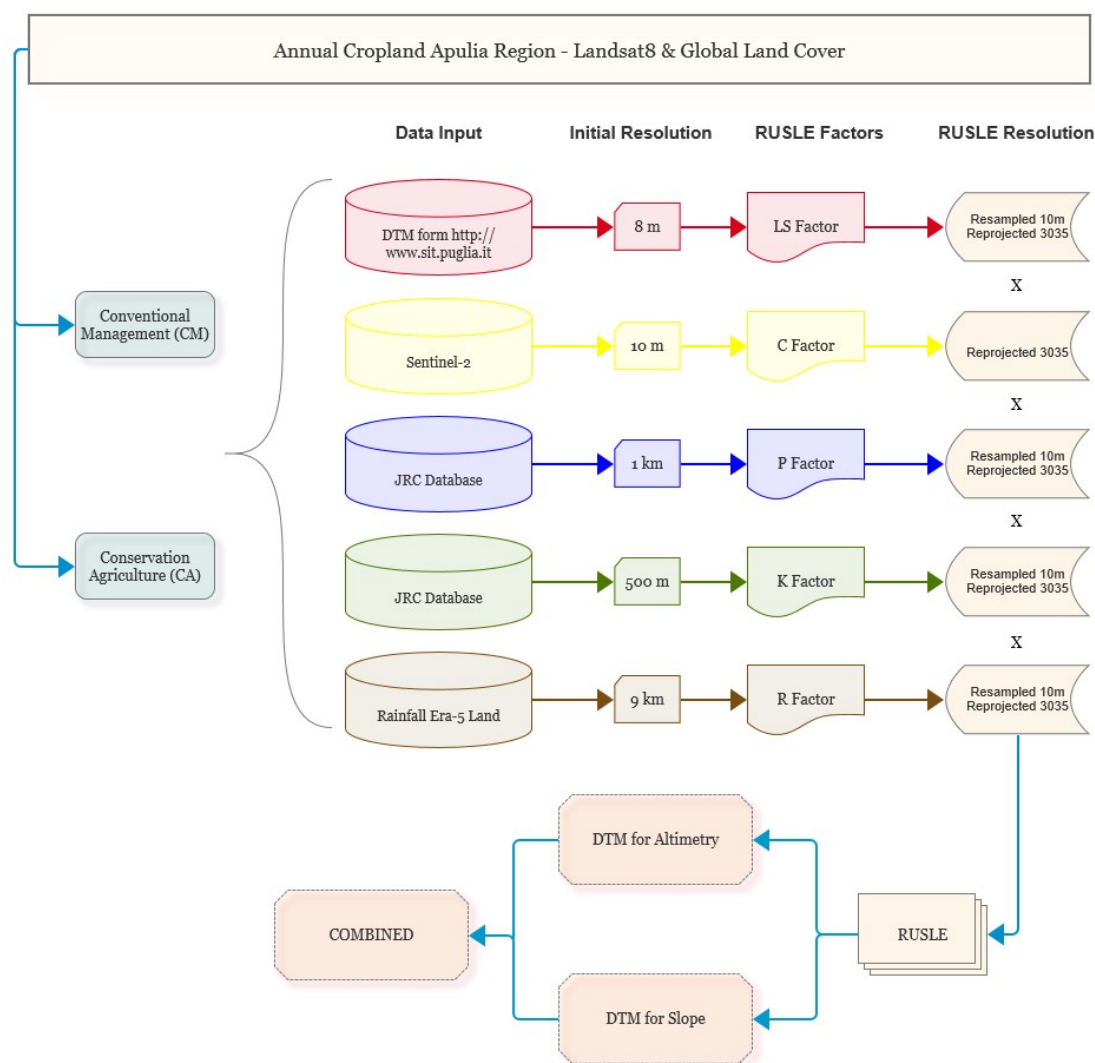 Annual Cropland Apulia Region - Landsat8 & Global Land Cover
Data Input
Initial Resolution
RUSLE Factors
RUSLE Resolution
DTM form http://
www.sit.puglia.it
8 m
LS Factor
Resampled 10m
Reprojected 3035
X
Conventional
Management (CM)
Sentinel-2
10 m
C Factor
Reprojected 3035
X
JRC Database
1 km
P Factor
Resampled 10m
Reprojected 3035
X
Conservation
Agriculture (CA)
JRC Database
500 m
K Factor
Resampled 10m
Reprojected 3035
X
Rainfall Era-5 Land
9 km
R Factor
Resampled 10m
Reprojected 3035
DTM for Altimetry
COMBINED
RUSLE
DTM for Slope